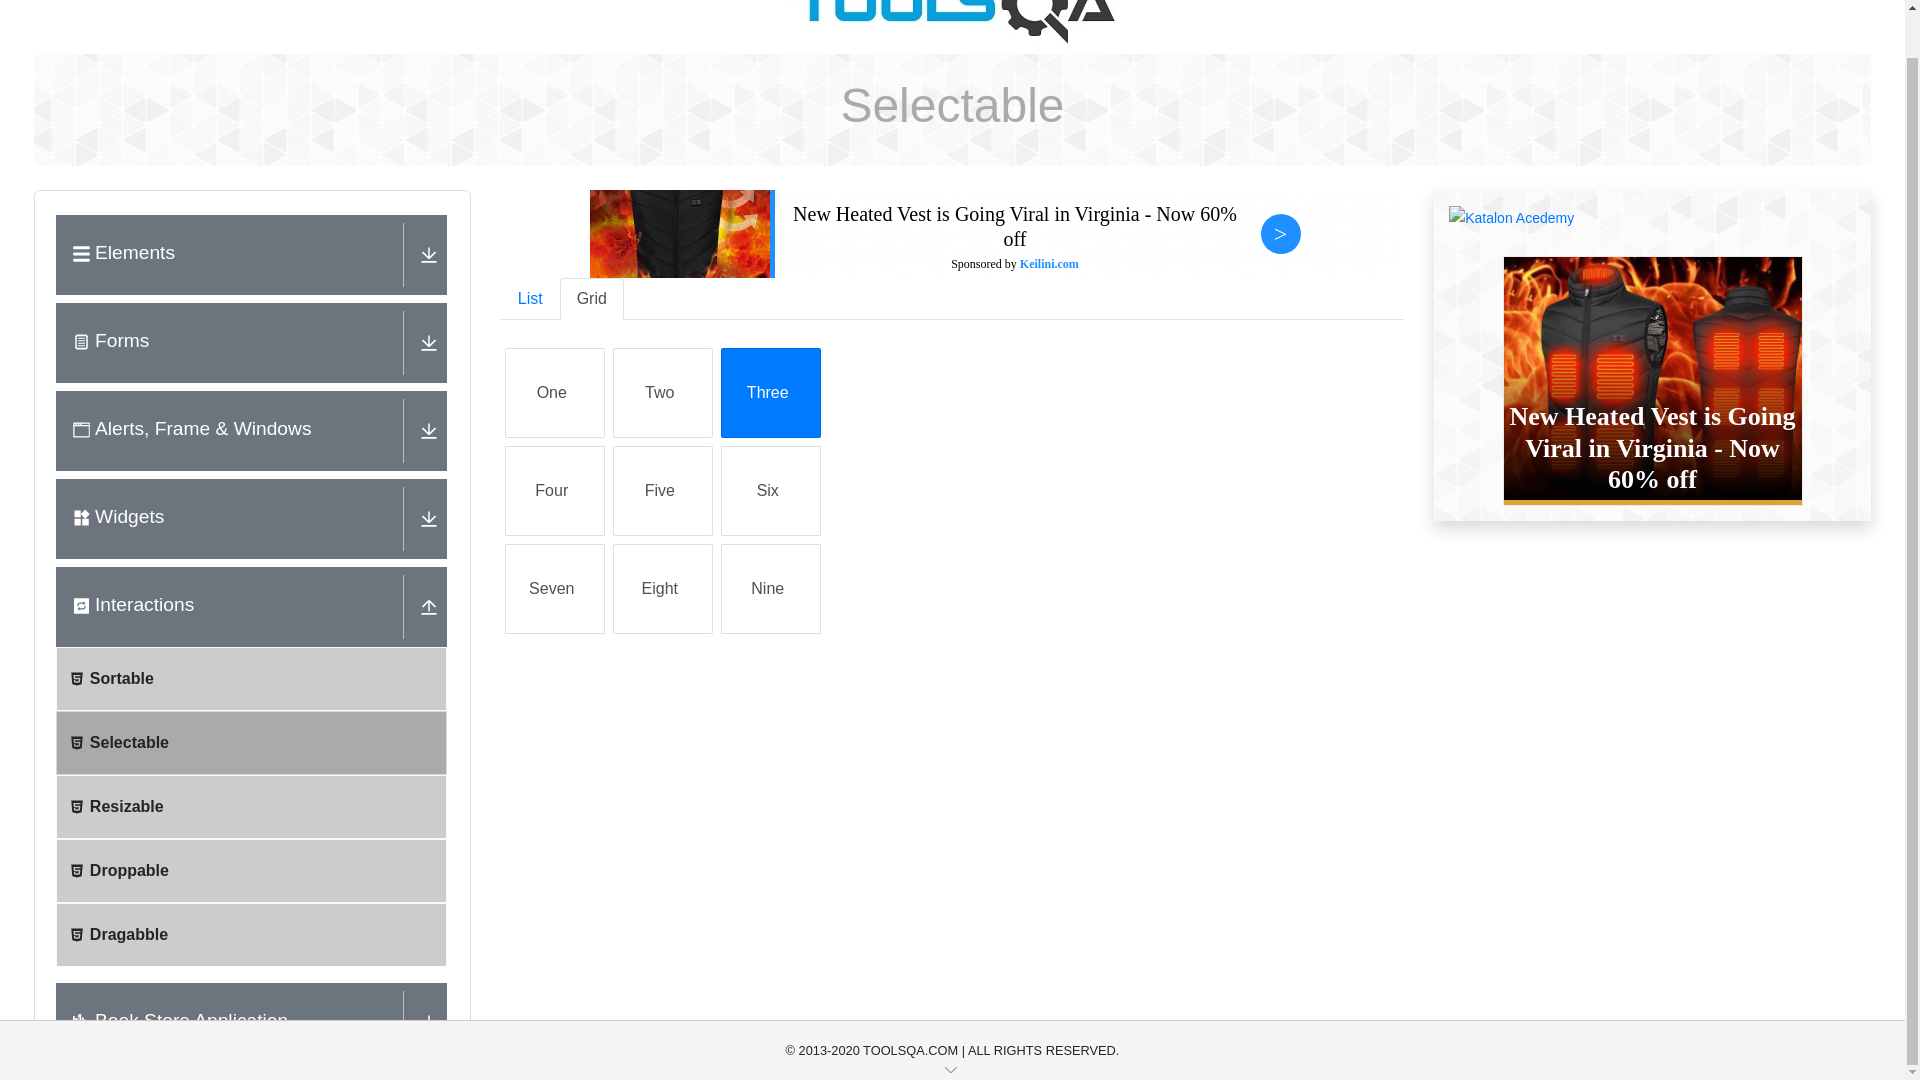 TOOLSQA
Selectable
Elements
Forms
Alerts, Frame & Windows
Widgets
Interactions
Sortable
Selectable
Resizable
Droppable
Dragabble
Book Store Application
New Heated Vest is Going Viral in Virginia - Now 60%
off
Sponsored by Keilini.com
>
List Grid
One Two Three
Four Five Six
Seven Eight Nine
Katalon Acedemy
New Heated Vest is Going
Viral in Virginia - Now
60% off
© 2013-2020 TOOLSQA.COM | ALL RIGHTS RESERVED.